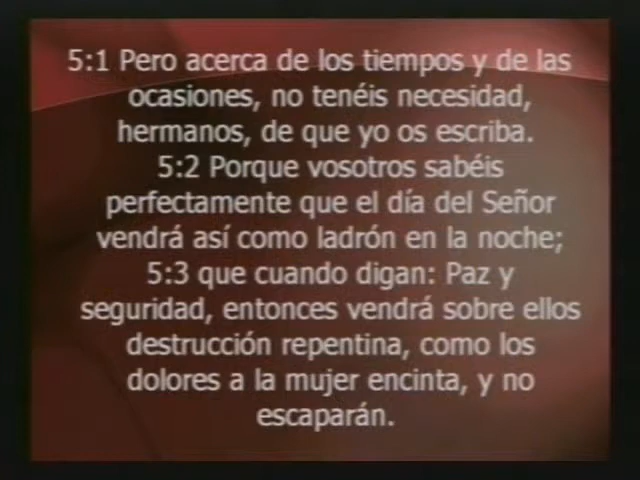 5:1 Pero acerca de los tiempos y de las
ocasiones, no tenéis necesidad,
hermanos, de que yo os escriba.
5:2 Porque vosotros sabéis
perfectamente que el día del Señor
vendrá así como ladrón en la noche;
5:3 que cuando digan: Paz y
seguridad, entonces vendrá sobre ellos
destrucción repentina, como los
dolores a la mujer encinta, y no
escaparán.